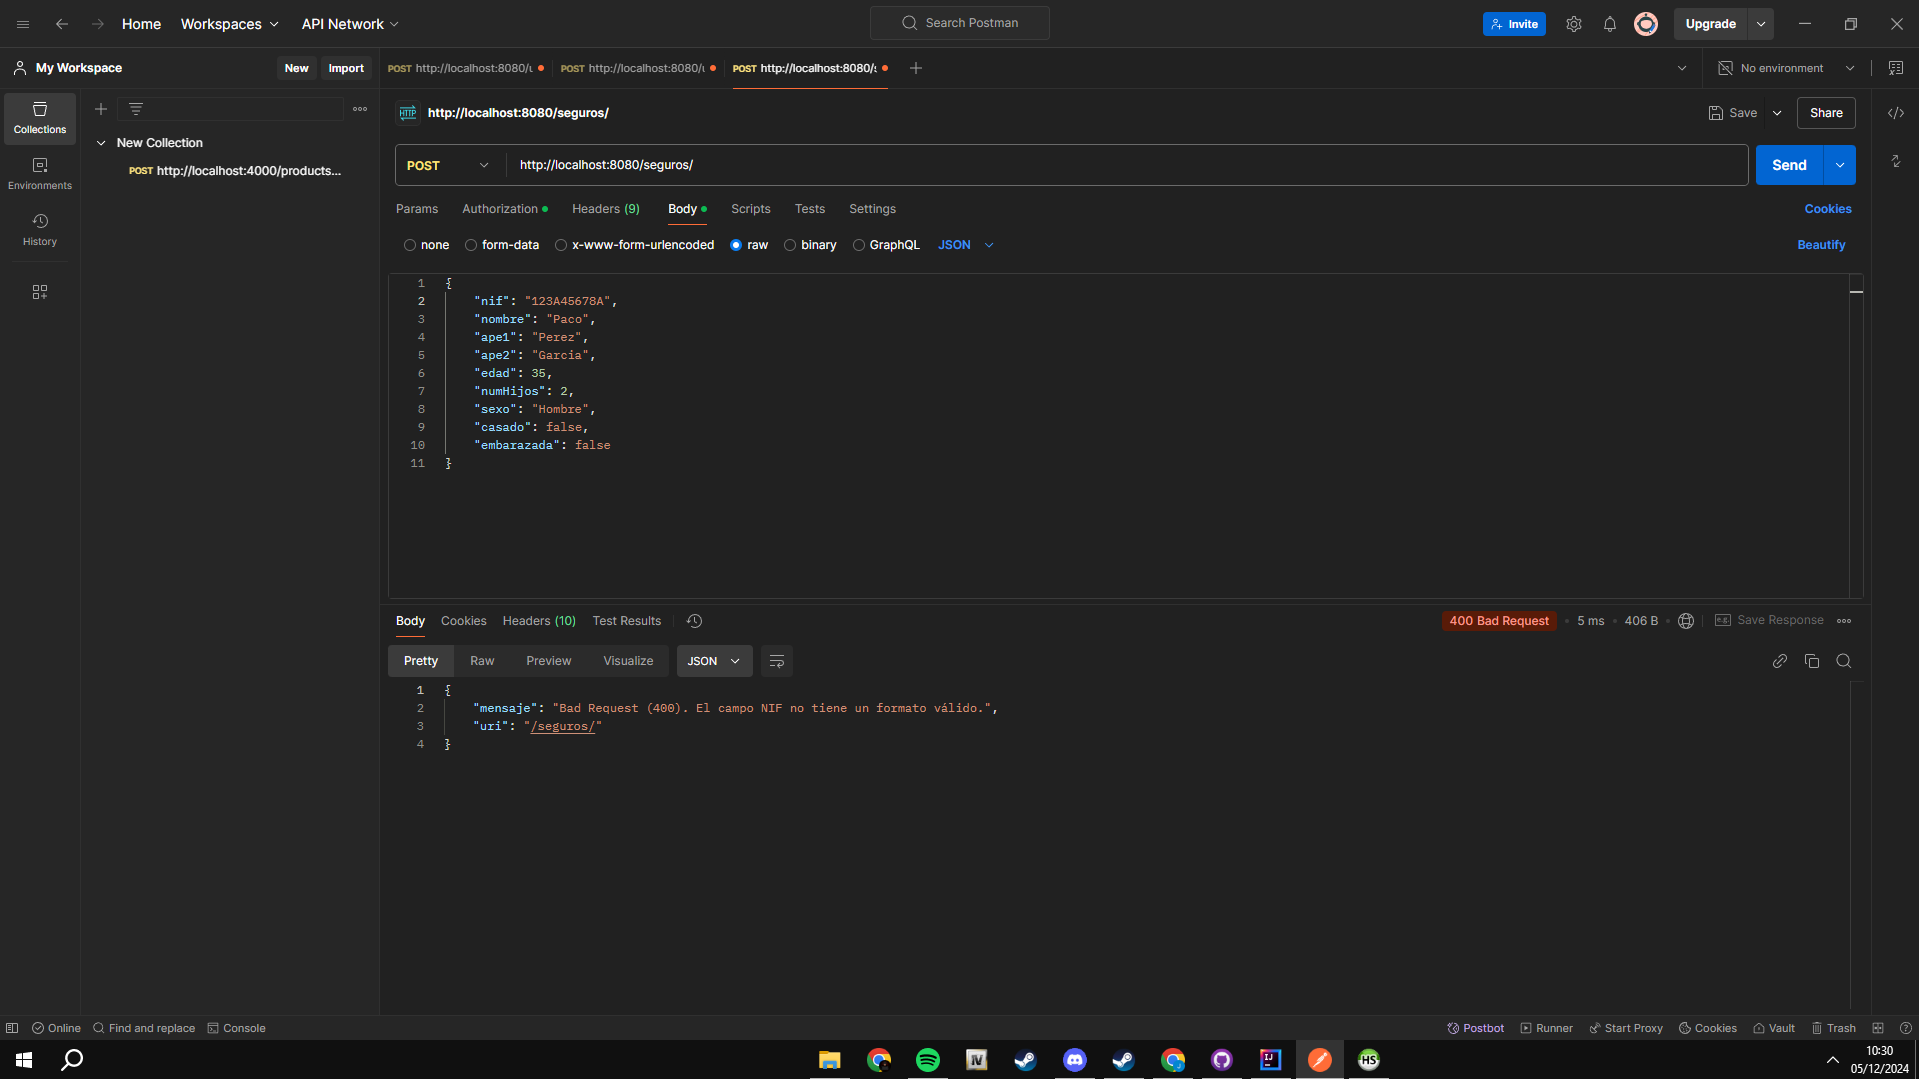 Home
Workspaces
API Network
Search Postman
Invite
Upgrade
My Workspace
New
Import
POST http://localhost:8080/
POST http://localhost:8080/
POST http://localhost:8080/s
No environment
Collections
Environments
History
New Collection
POST http://localhost:4000/products...
HTTP http://localhost:8080/seguros/
Save
Share
POST
http://localhost:8080/seguros/
Send
Params
Authorization
Headers (9)
Body
Scripts
Tests
Settings
Cookies
none
form-data
x-www-form-urlencoded
raw
binary
GraphQL
JSON
Beautify
1 {
2 "nif": "123A45678A",
3 "nombre": "Paco",
4 "ape1": "Perez",
5 "ape2": "Garcia",
6 "edad": 35,
7 "numHijos": 2,
8 "sexo": "Hombre",
9 "casado": false,
10 "embarazada": false
11 }
Body
Cookies
Headers (10)
Test Results
400 Bad Request
5 ms
406 B
Save Response
Pretty
Raw
Preview
Visualize
JSON
1 {
2 "mensaje": "Bad Request (400). El campo NIF no tiene un formato válido.",
3 "uri": "/seguros/"
4 }
Online
Find and replace
Console
Postbot
Runner
Start Proxy
Cookies
Vault
Trash
IV
IJ
HS
10:30
05/12/2024